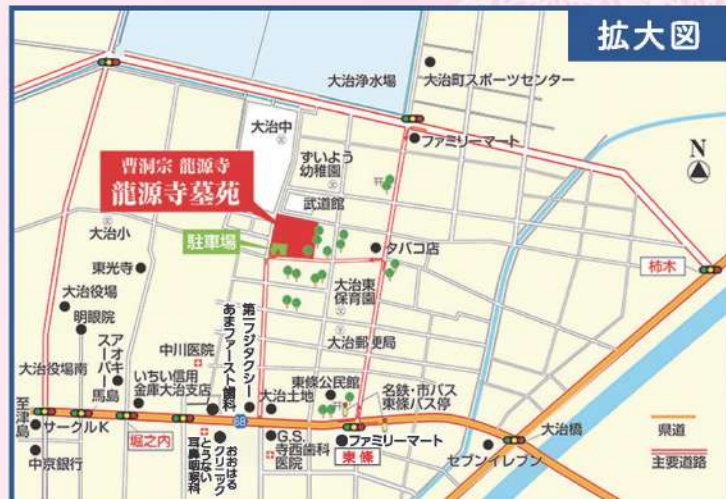 拡大図
大治浄水場
大治町スポーツセンター
大治中
ファミリーマート
N
すいよう
幼稚園
曹洞宗 龍源寺
龍源寺墓苑
武道館
大治小
駐車場
タバコ店
東光寺
柿木
大治東
保育園
大治役場
明眼院
大治郵便局
アオキ
スーパー
馬島
中川医院
第一フジタクシー
あまファースト歯科
大治役場南
いちい信用
金庫大治支店
大治土地
東條公民館
名鉄・市バス
東條バス停
至津島
サークルK
68
大治橋
県道
堀之内
G.S.
ファミリーマート
中京銀行
おおはる
クリニック
とうない
耳鼻咽喉科
寺西歯科
医院
東條
セブンイレブン
主要道路